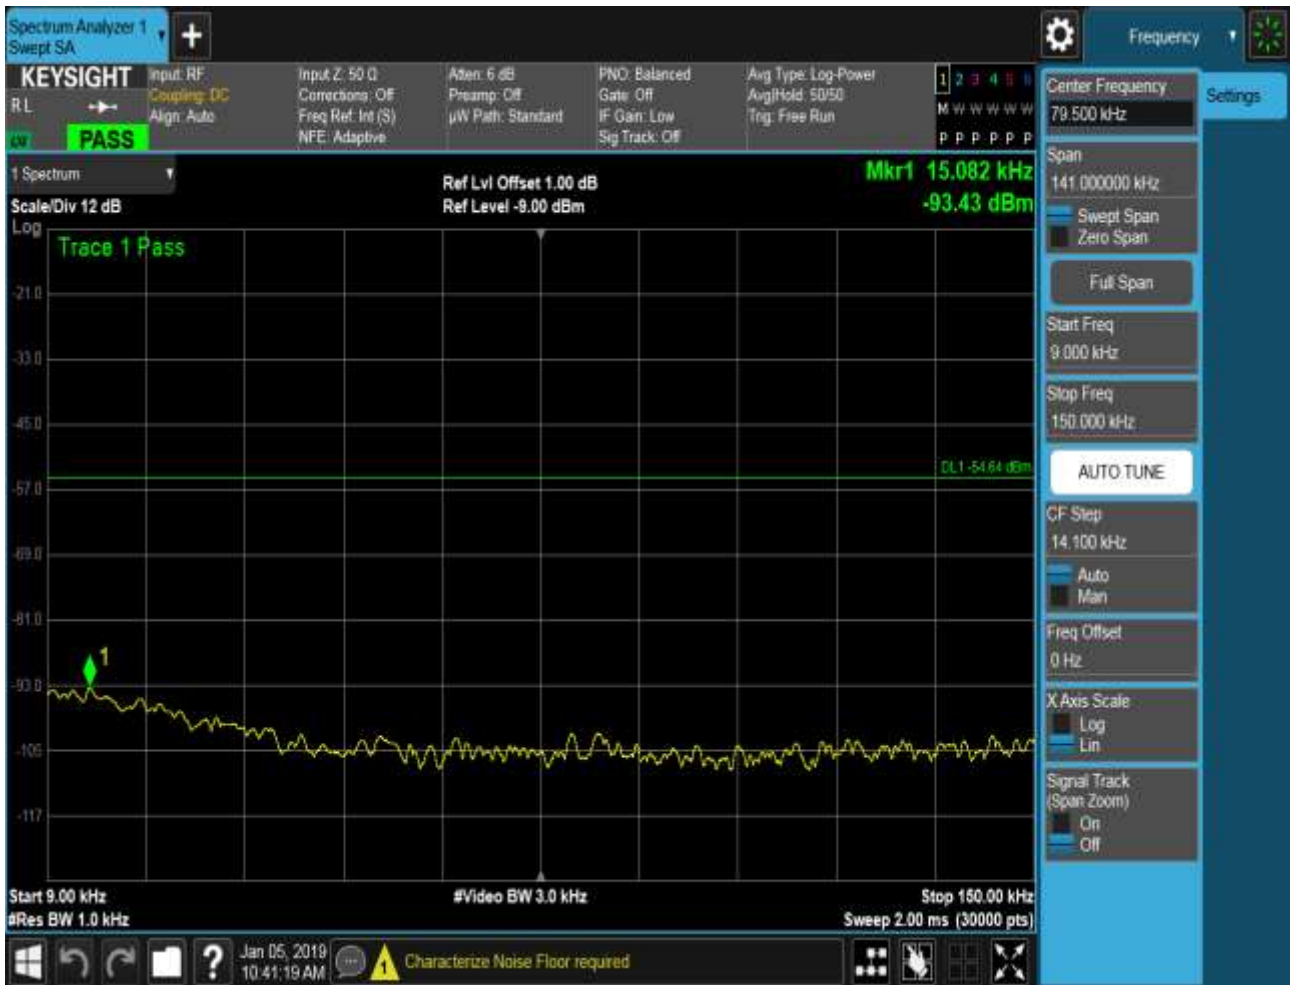 Spectrum Analyzer 1
Swept SA
Frequency
KEYSIGHT
R L
PASS
Input: RF
Coupling: DC
Align: Auto
Input Z: 50 Ω
Corrections: Off
Freq Ref: Int (S)
NFE: Adaptive
Atten: 6 dB
Preamp: Off
µW Path: Standard
PNO: Balanced
Gate: Off
IF Gain: Low
Sig Track: Off
Avg Type: Log-Power
Avg|Hold: 50/50
Trig: Free Run
1 2 3 4 5 6
M W W W W W
P P P P P P
1 Spectrum
Scale/Div 12 dB
Ref Lvl Offset 1.00 dB
Ref Level -9.00 dBm
Mkr1 15.082 kHz
-93.43 dBm
Log
Trace 1 Pass
-21.0
-33.0
-45.0
DL1 -54.64 dBm
-57.0
-69.0
-81.0
1
-93.0
-105
-117
Start 9.00 kHz
#Video BW 3.0 kHz
Stop 150.00 kHz
#Res BW 1.0 kHz
Sweep 2.00 ms (30000 pts)
Center Frequency
79.500 kHz
Settings
Span
141.000000 kHz
Swept Span
Zero Span
Full Span
Start Freq
9.000 kHz
Stop Freq
150.000 kHz
AUTO TUNE
CF Step
14.100 kHz
Auto
Man
Freq Offset
0 Hz
X Axis Scale
Log
Lin
Signal Track
(Span Zoom)
On
Off
?
Jan 05, 2019
10:41:19 AM
1
Characterize Noise Floor required